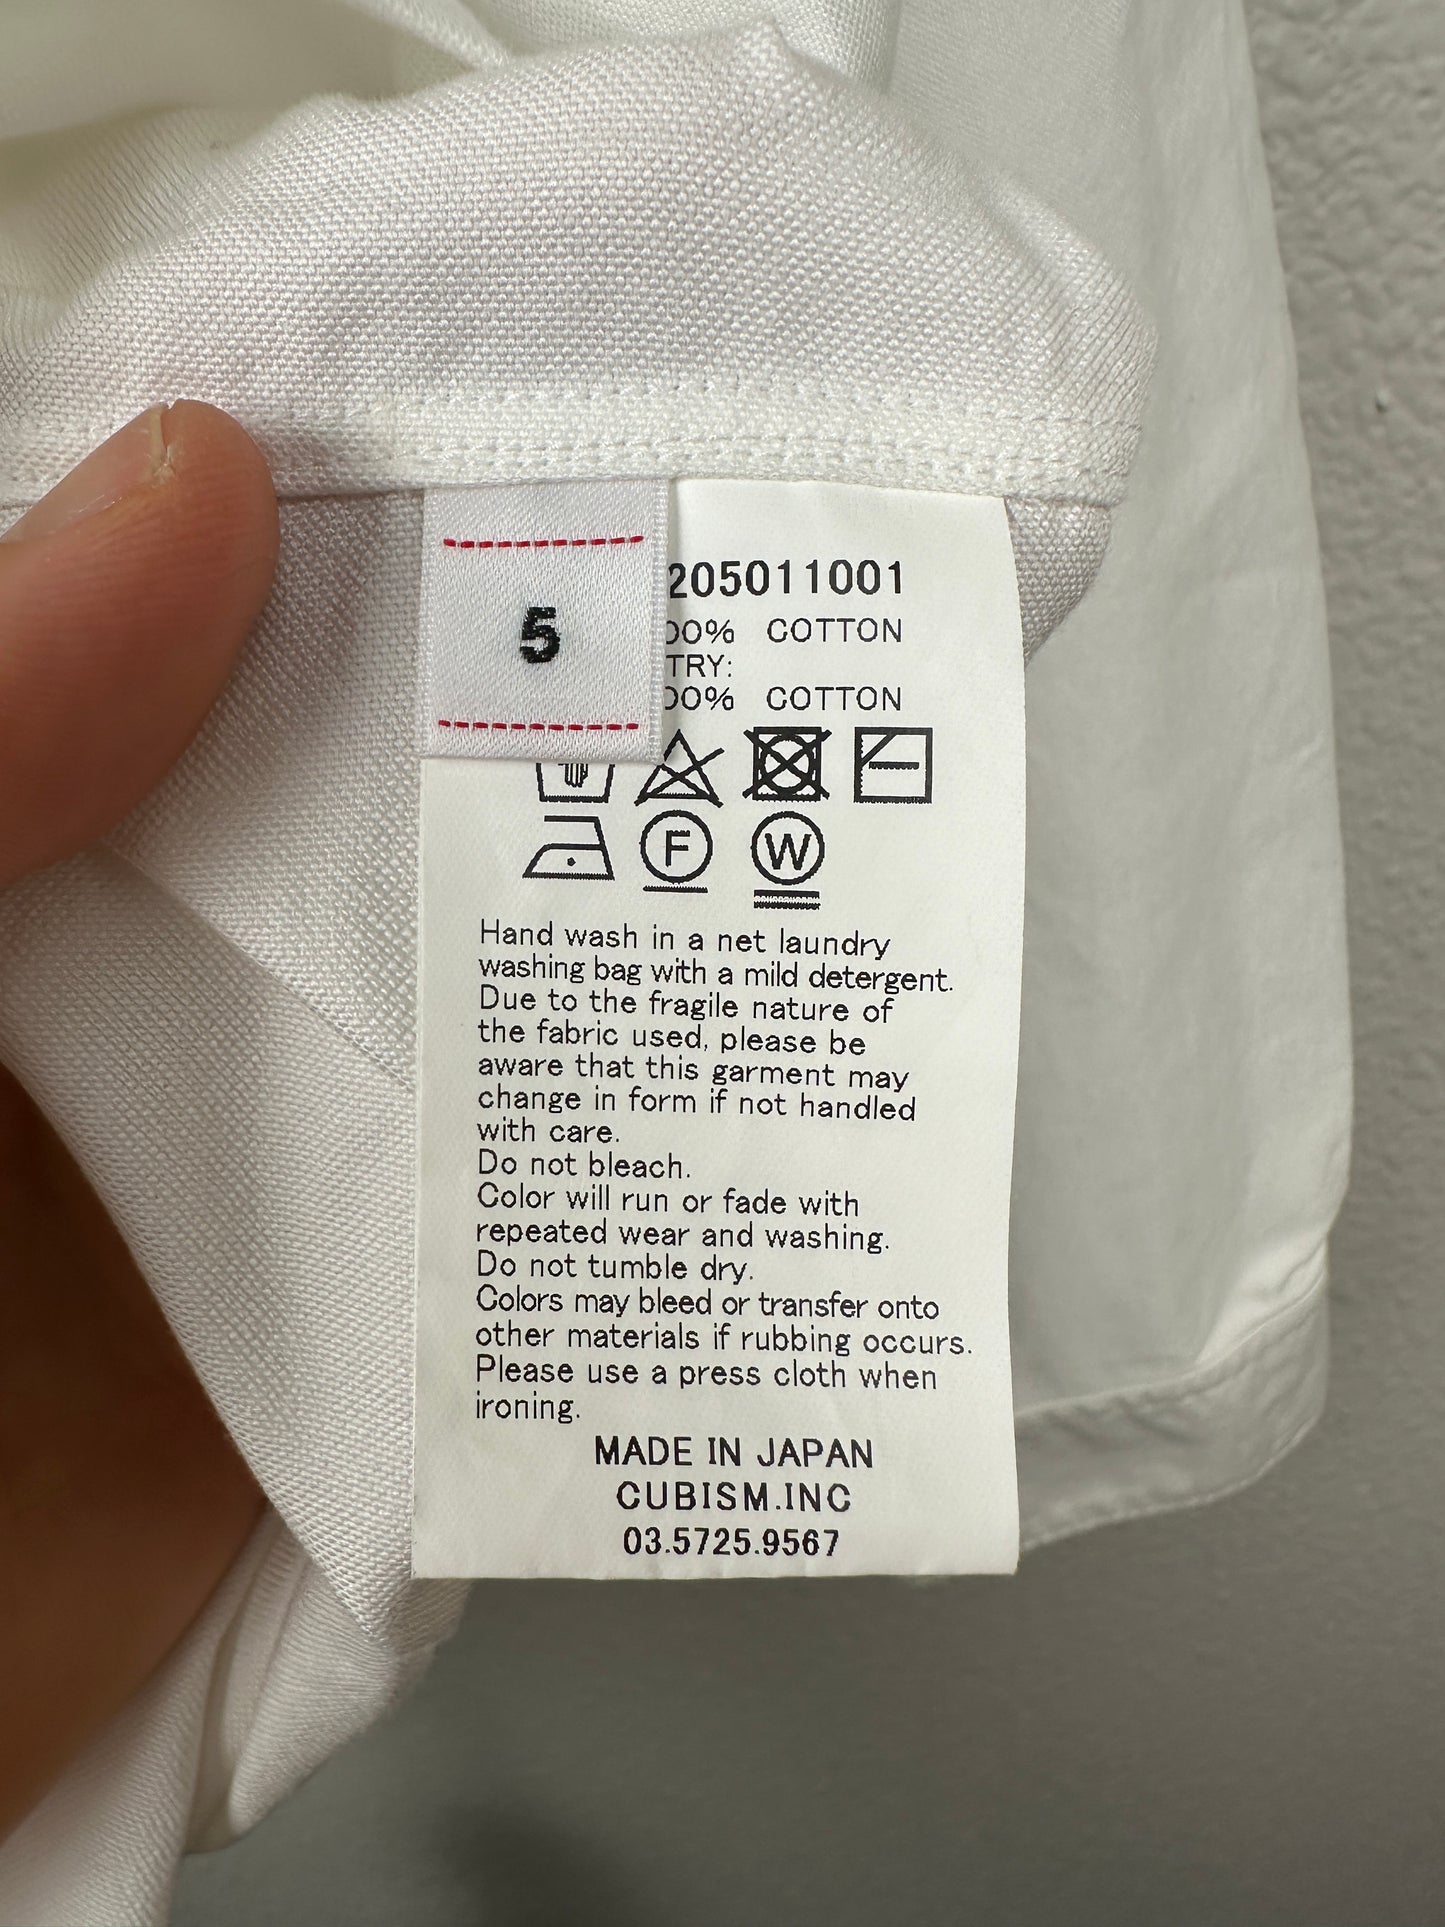 5
205011001
00% COTTON
TRY:
00% COTTON
F
W
Hand wash in a net laundry
washing bag with a mild detergent.
Due to the fragile nature of
the fabric used, please be
aware that this garment may
change in form if not handled
with care.
Do not bleach.
Color will run or fade with
repeated wear and washing.
Do not tumble dry.
Colors may bleed or transfer onto
other materials if rubbing occurs.
Please use a press cloth when
ironing.
MADE IN JAPAN
CUBISM.INC
03.5725.9567